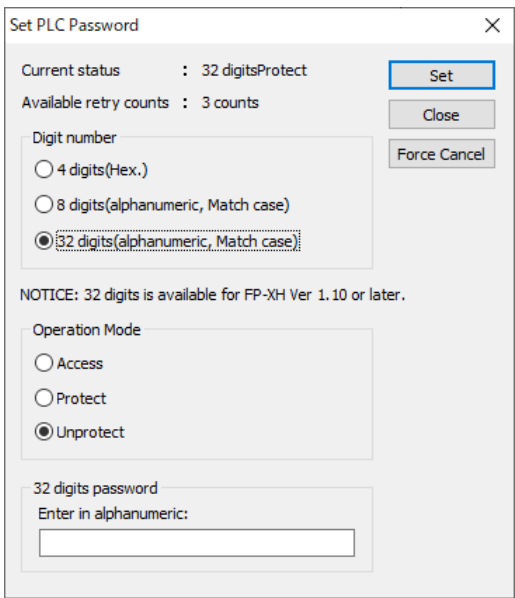 Set PLC Password
Current status : 32 digitsProtect
Set
Available retry counts : 3 counts
Close
Digit number
Force Cancel
4 digits(Hex.)
8 digits(alphanumeric, Match case)
32 digits(alphanumeric, Match case)
NOTICE: 32 digits is available for FP-XH Ver 1.10 or later.
Operation Mode
Access
Protect
Unprotect
32 digits password
Enter in alphanumeric: